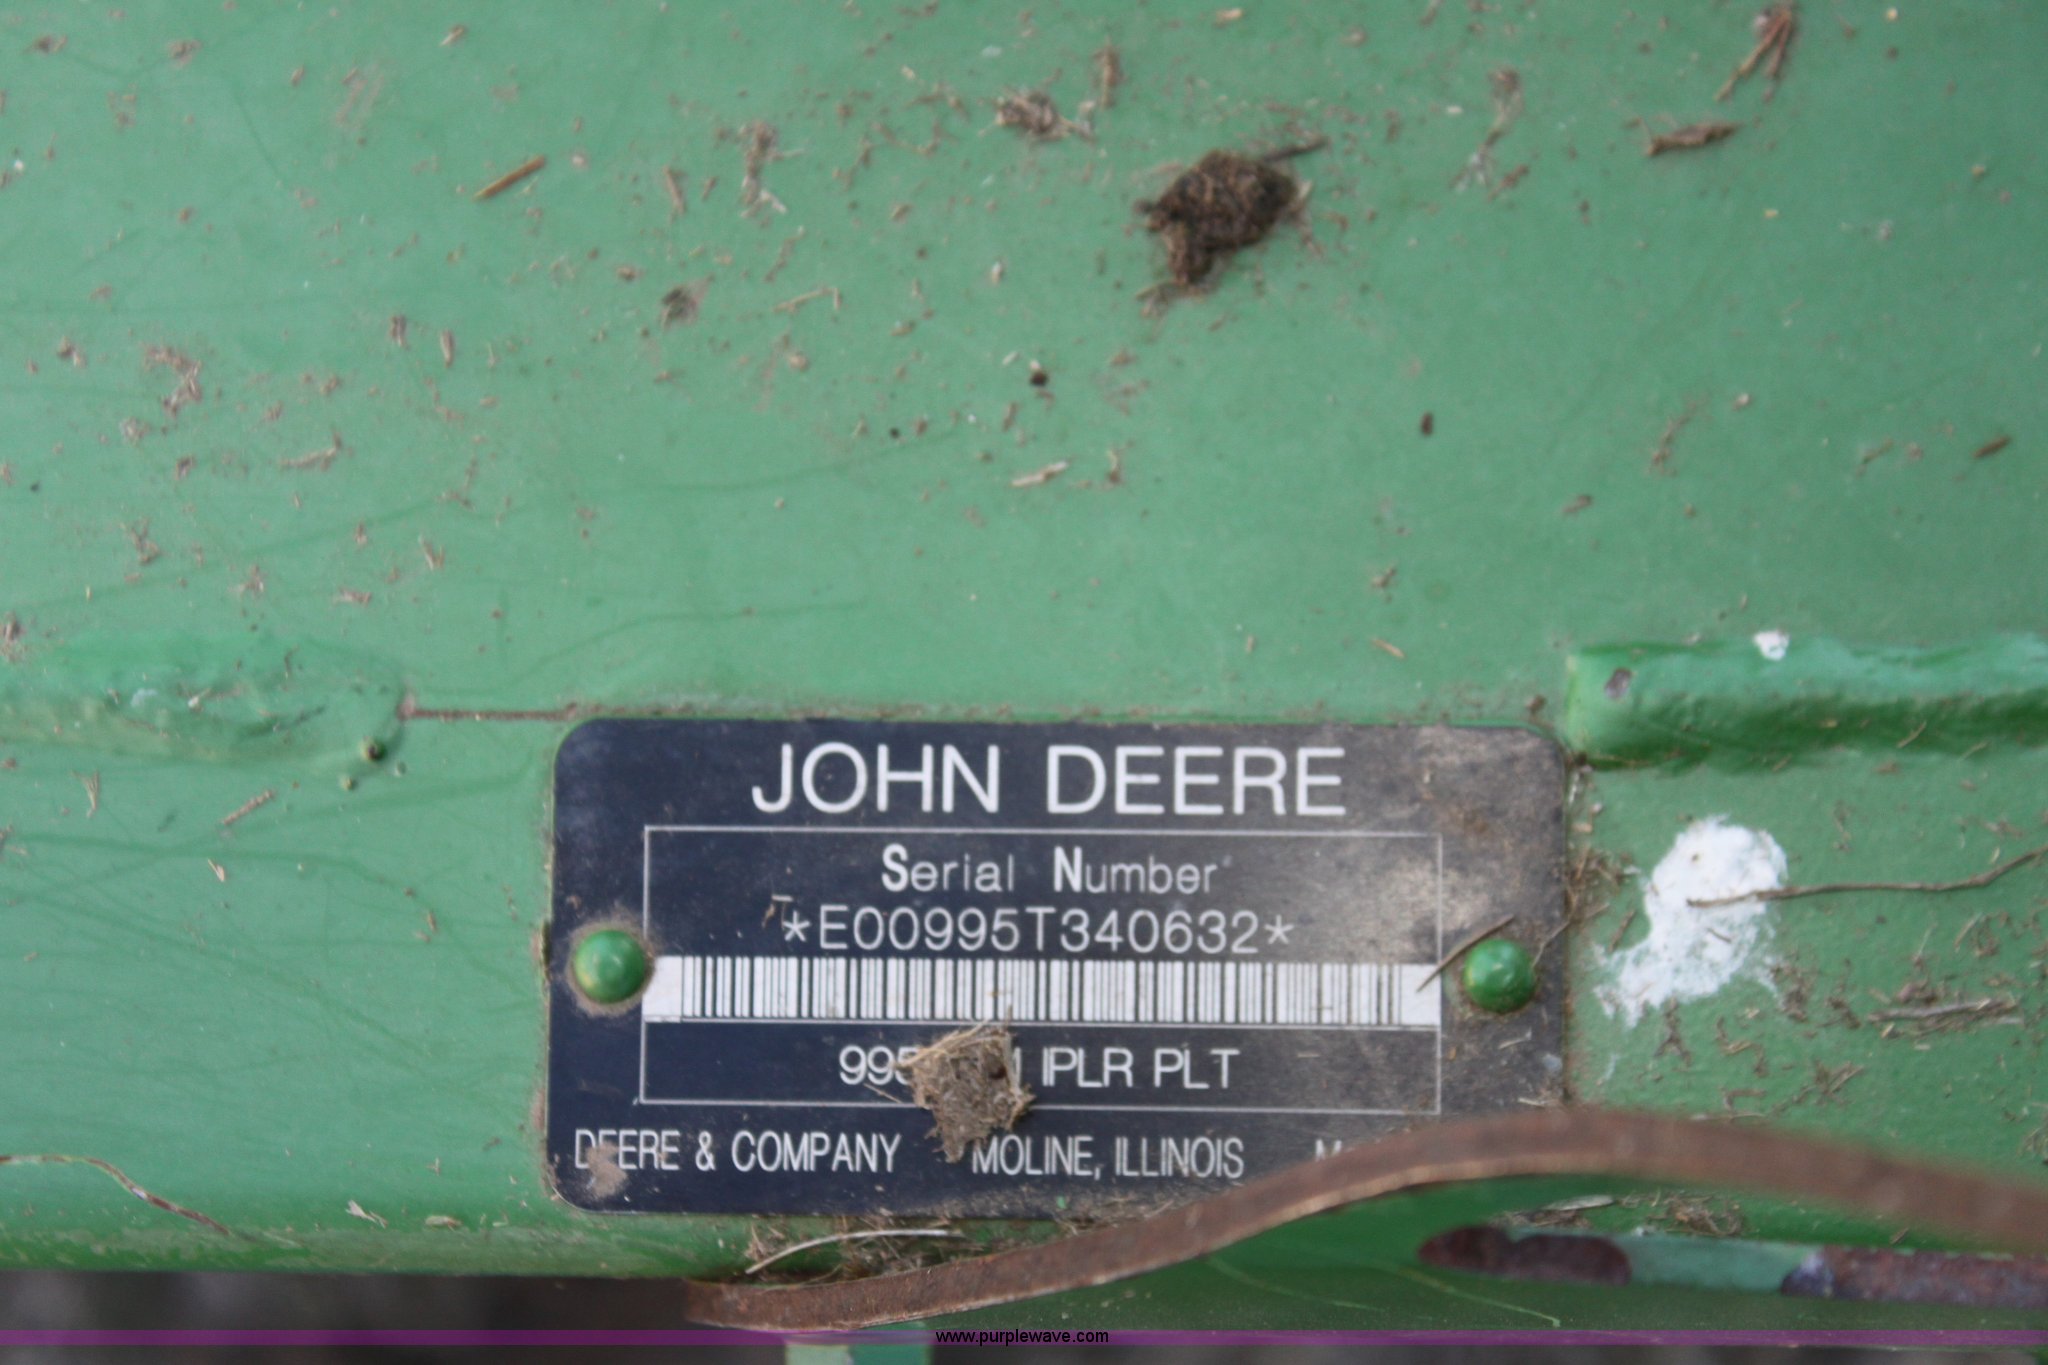 JOHN DEERE
Serial Number
*E00995T340632*
IPLR PLT
DEERE & COMPANY MOLINE, ILLINOIS
www.purplewave.com